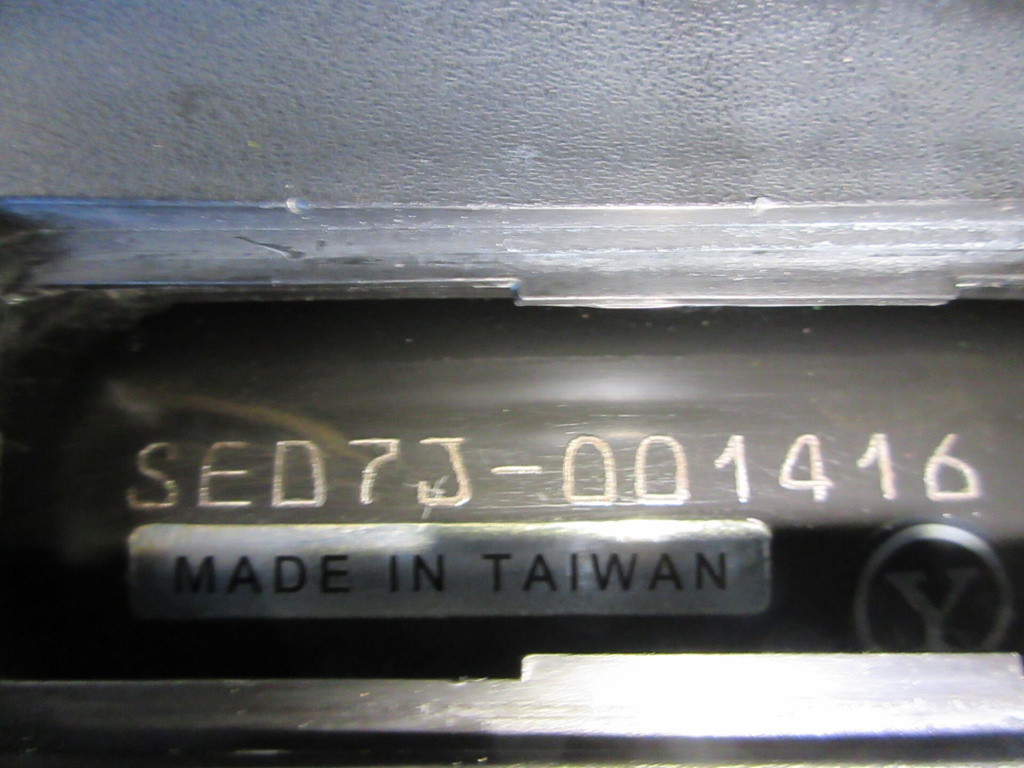 SED7J-001416
MADE IN TAIWAN
Y